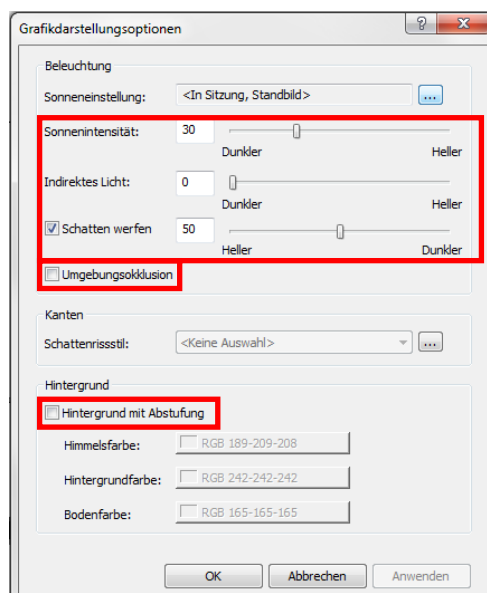 Grafikdarstellungsoptionen
Beleuchtung
Sonneneinstellung: <In Sitzung, Standbild> ...
Sonnenintensität: 30
Dunkler Heller
Indirektes Licht: 0
Dunkler Heller
Schatten werfen 50
Heller Dunkler
Umgebungsokklusion
Kanten
Schattenrissstil: <Keine Auswahl> ...
Hintergrund
Hintergrund mit Abstufung
Himmelsfarbe: RGB 189-209-208
Hintergrundfarbe: RGB 242-242-242
Bodenfarbe: RGB 165-165-165
OK Abbrechen Anwenden